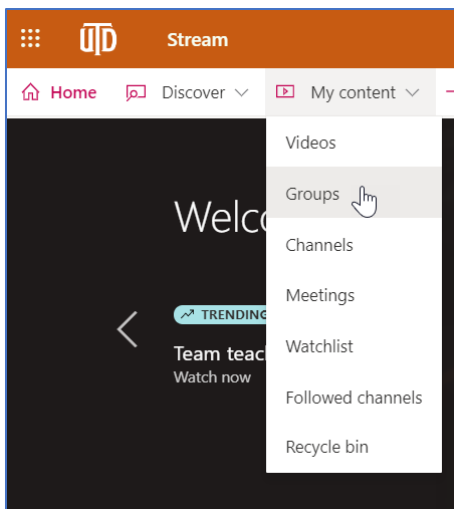 UTD Stream
Home Discover My content
Videos
Groups
Channels
Meetings
Watchlist
Followed channels
Recycle bin
Welco
TRENDING
Team teac
Watch now